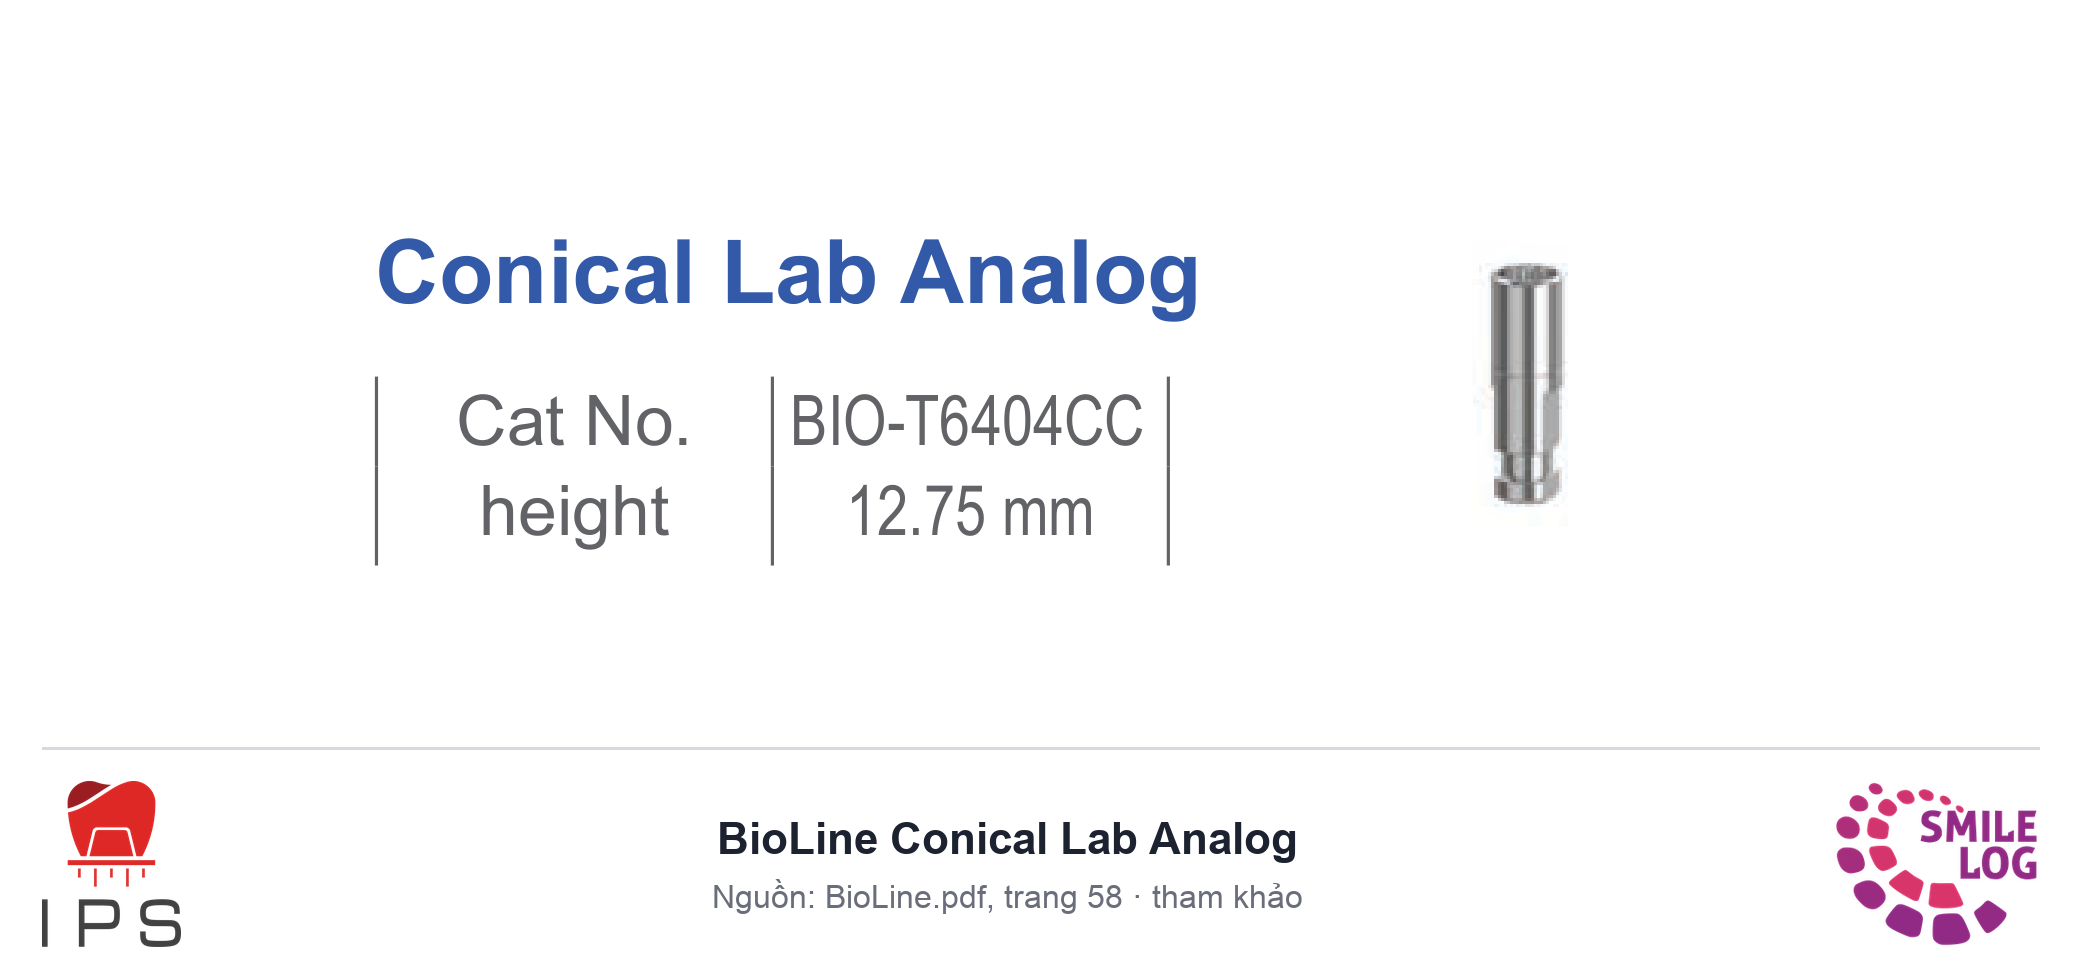 Conical Lab Analog
Cat No. BIO-T6404CC
height 12.75 mm
BioLine Conical Lab Analog
Nguồn: BioLine.pdf, trang 58 · tham khảo
IPS
SMILE
LOG